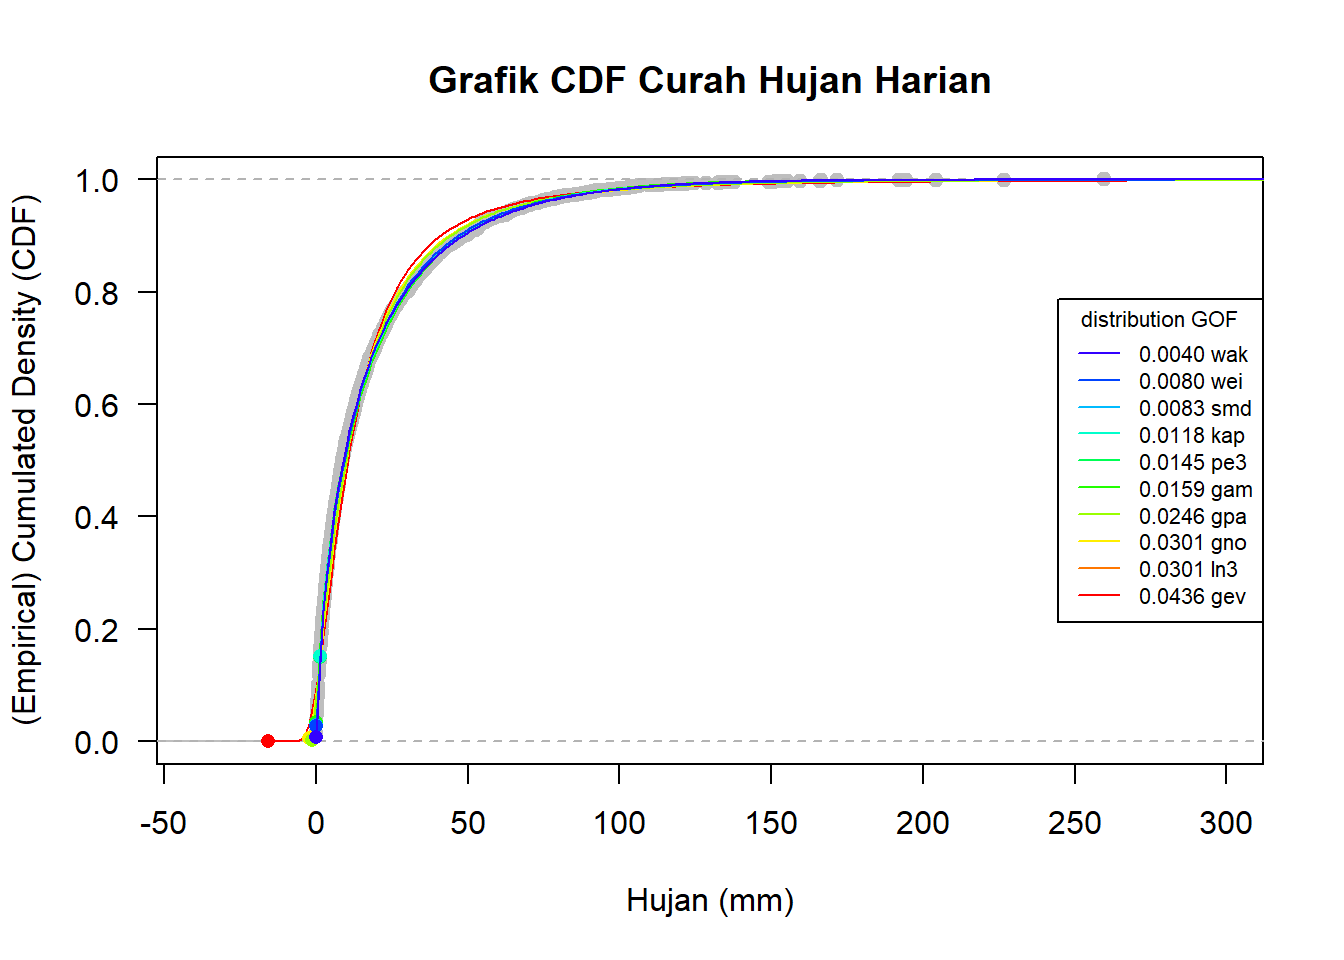 Grafik CDF Curah Hujan Harian
(Empirical) Cumulated Density (CDF)
1.0
0.8
0.6
0.4
0.2
0.0
distribution GOF
0.0040 wak
0.0080 wei
0.0083 smd
0.0118 kap
0.0145 pe3
0.0159 gam
0.0246 gpa
0.0301 gno
0.0301 ln3
0.0436 gev
-50 0 50 100 150 200 250 300
Hujan (mm)